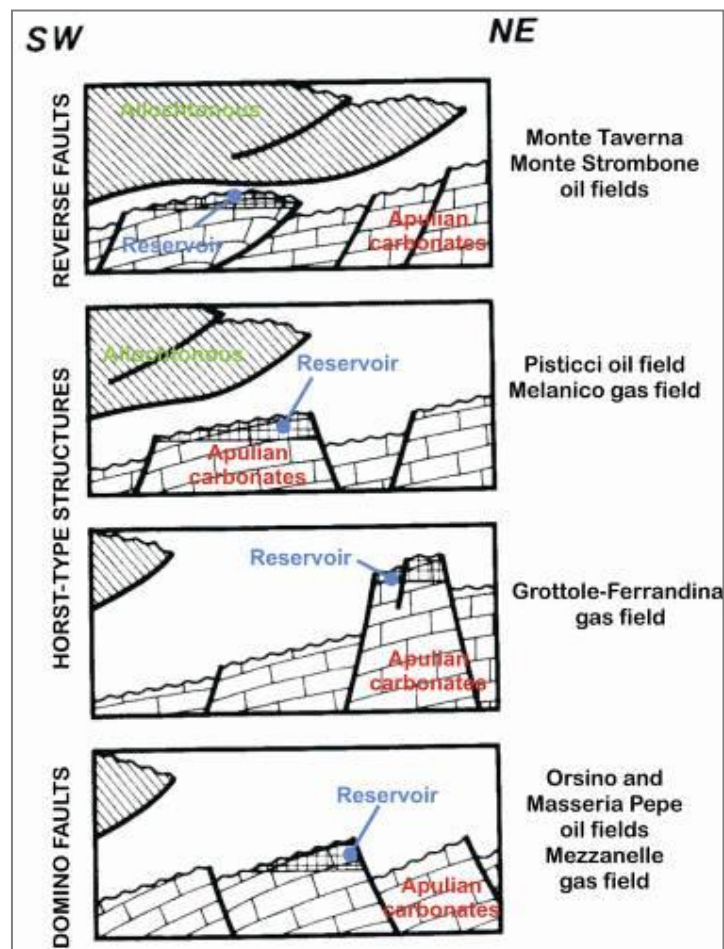 SW
NE
REVERSE FAULTS
Allochtonous
Reservoir
Apulian
carbonates
Monte Taverna
Monte Strombone
oil fields
HORST-TYPE STRUCTURES
Allochtonous
Reservoir
Apulian
carbonates
Pisticci oil field
Melanico gas field
Reservoir
Apulian
carbonates
Grottole-Ferrandina
gas field
DOMINO FAULTS
Reservoir
Apulian
carbonates
Orsino and
Masseria Pepe
oil fields
Mezzanelle
gas field